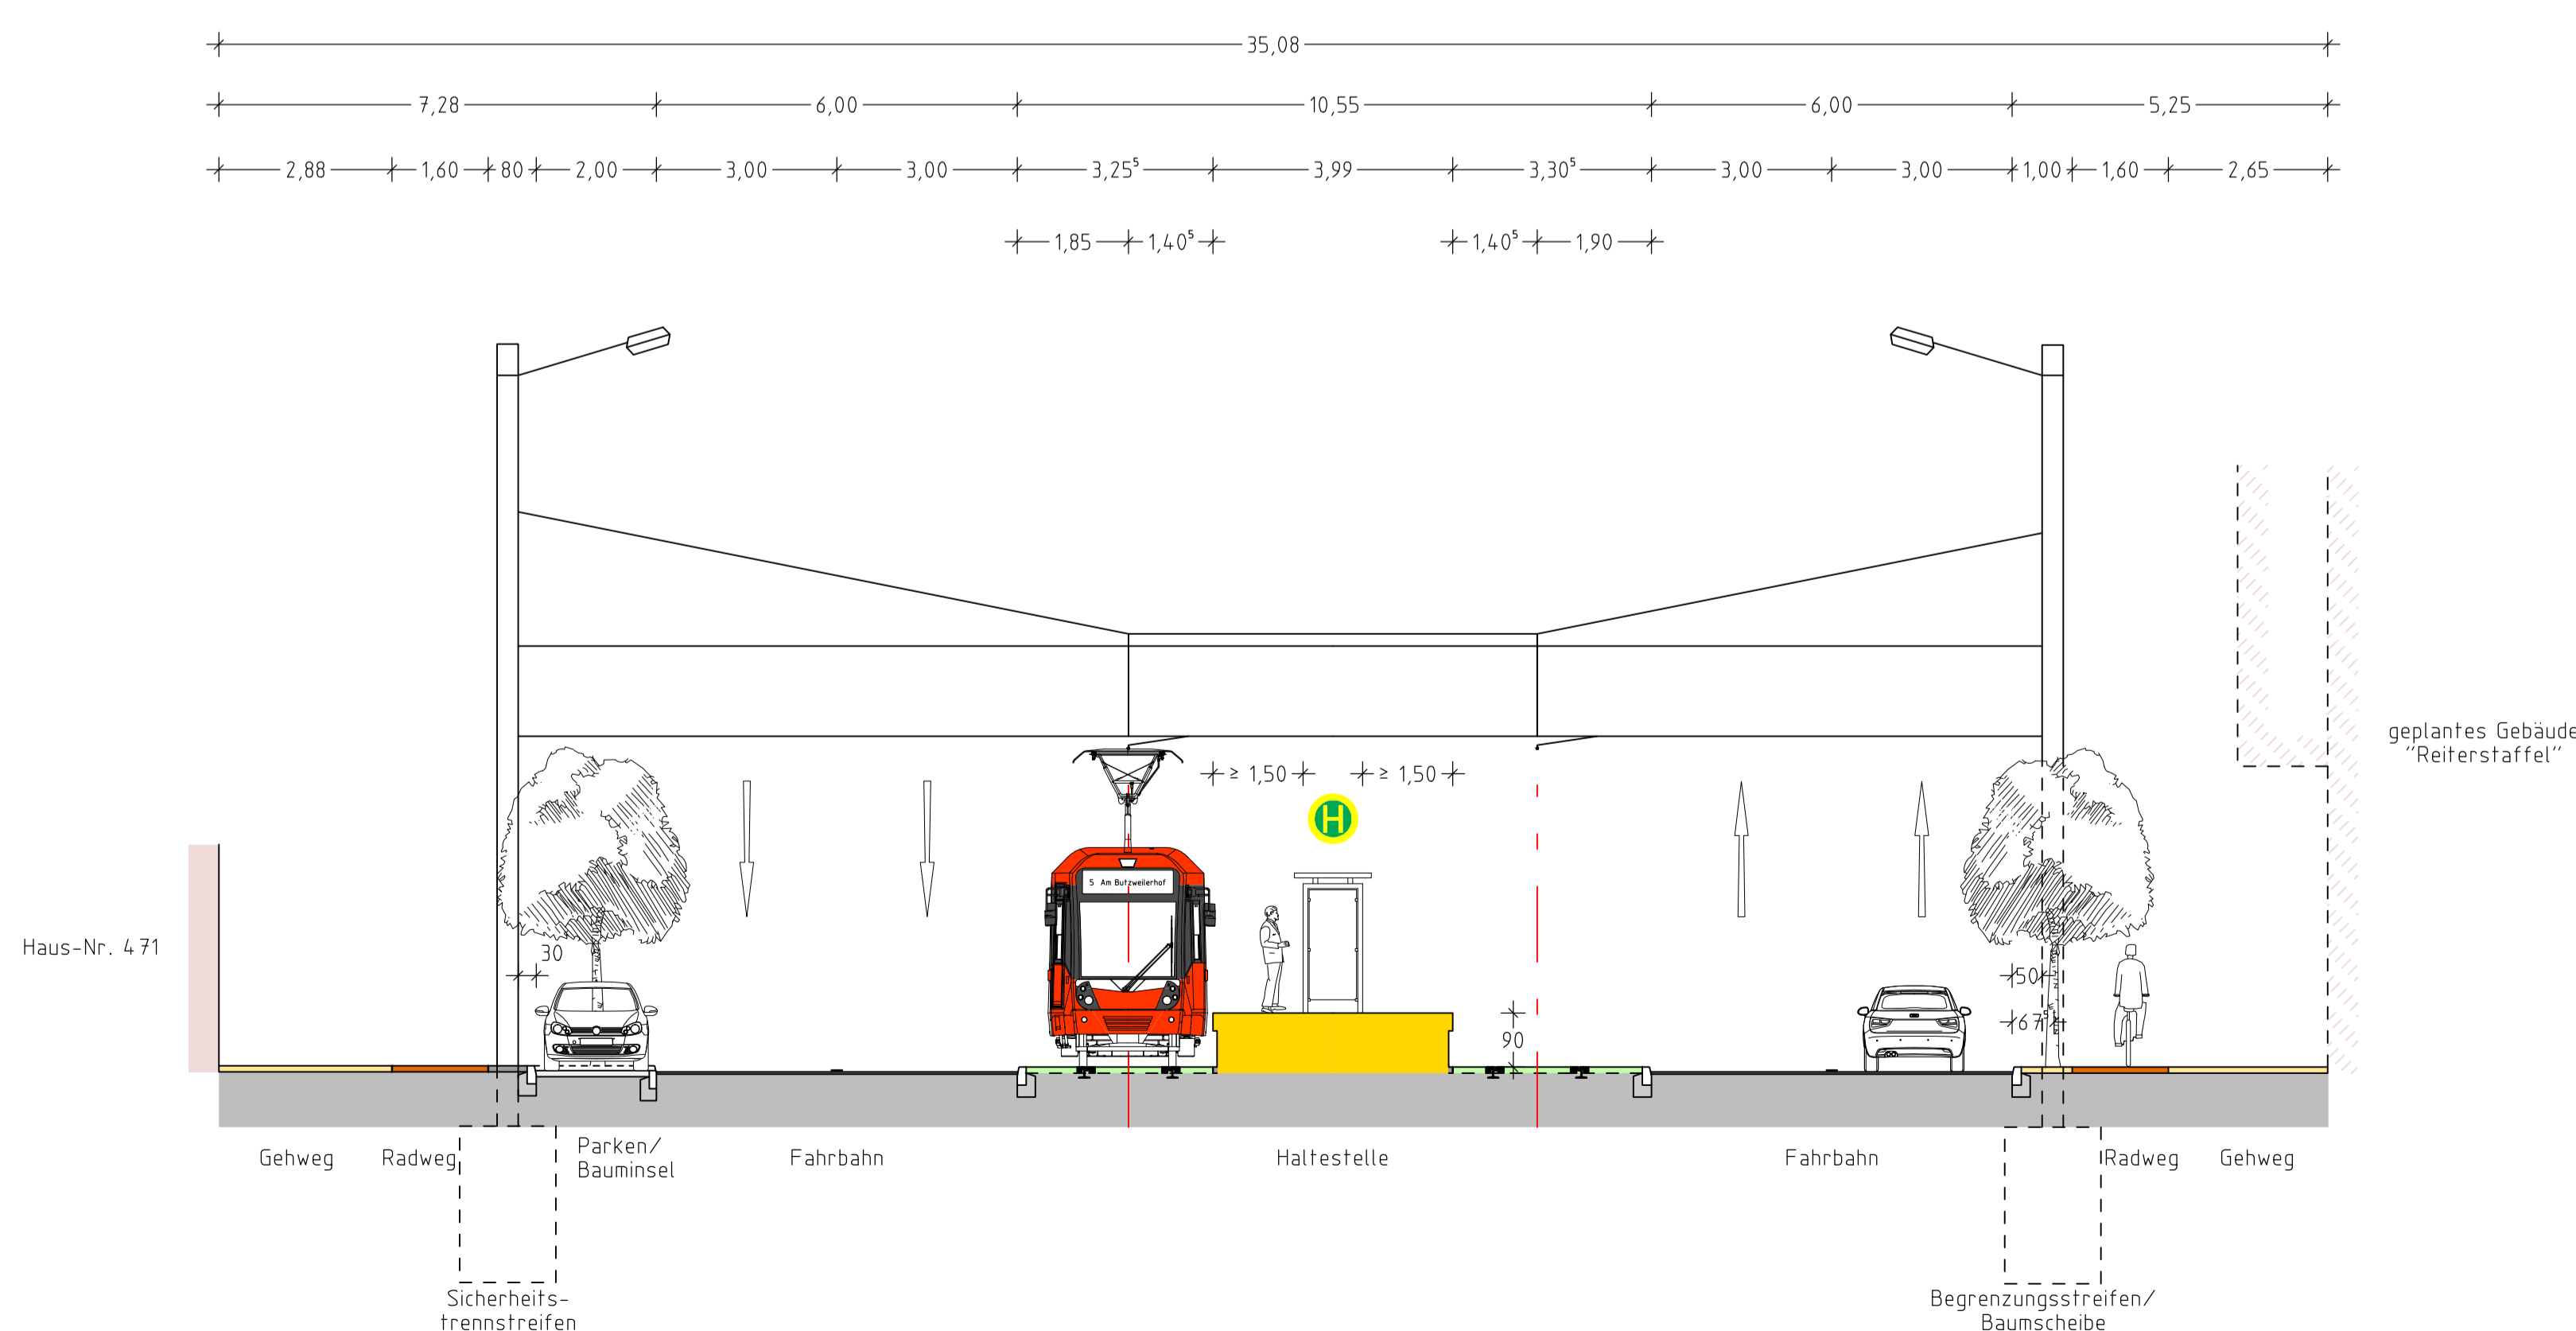 35,08
7,28 6,00 10,55 6,00 5,25
2,88 1,60 80 2,00 3,00 3,00 3,25⁵ 3,99 3,30⁵ 3,00 3,00 1,00 1,60 2,65
1,85 1,40⁵ 1,40⁵ 1,90
geplantes Gebäude
"Reiterstaffel"
≥ 1,50 ≥ 1,50
H
5 Am Butzweilerhof
Haus-Nr. 471
30
50
67⁵
90
Gehweg Radweg Parken/
Bauminsel
Fahrbahn Haltestelle Fahrbahn Radweg Gehweg
Sicherheits-
trennstreifen
Begrenzungsstreifen/
Baumscheibe